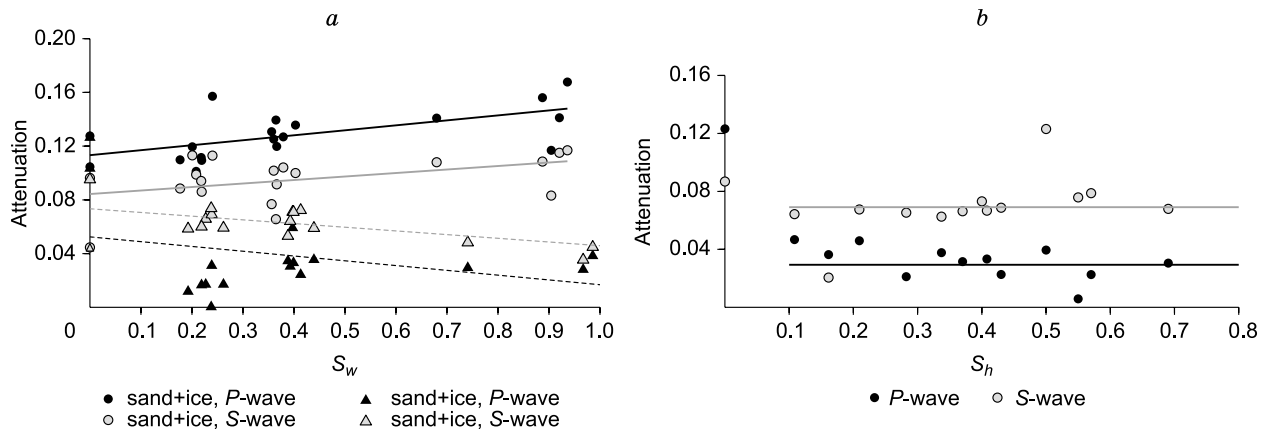 a
0.20
0.16
0.12
0.08
0.04
Attenuation
0 0.1 0.2 0.3 0.4 0.5 0.6 0.7 0.8 0.9 1.0
S_w
sand+ice, P-wave
sand+ice, P-wave
sand+ice, S-wave
sand+ice, S-wave
b
0.16
0.12
0.08
0.04
Attenuation
0.1 0.2 0.3 0.4 0.5 0.6 0.7 0.8
S_h
P-wave
S-wave